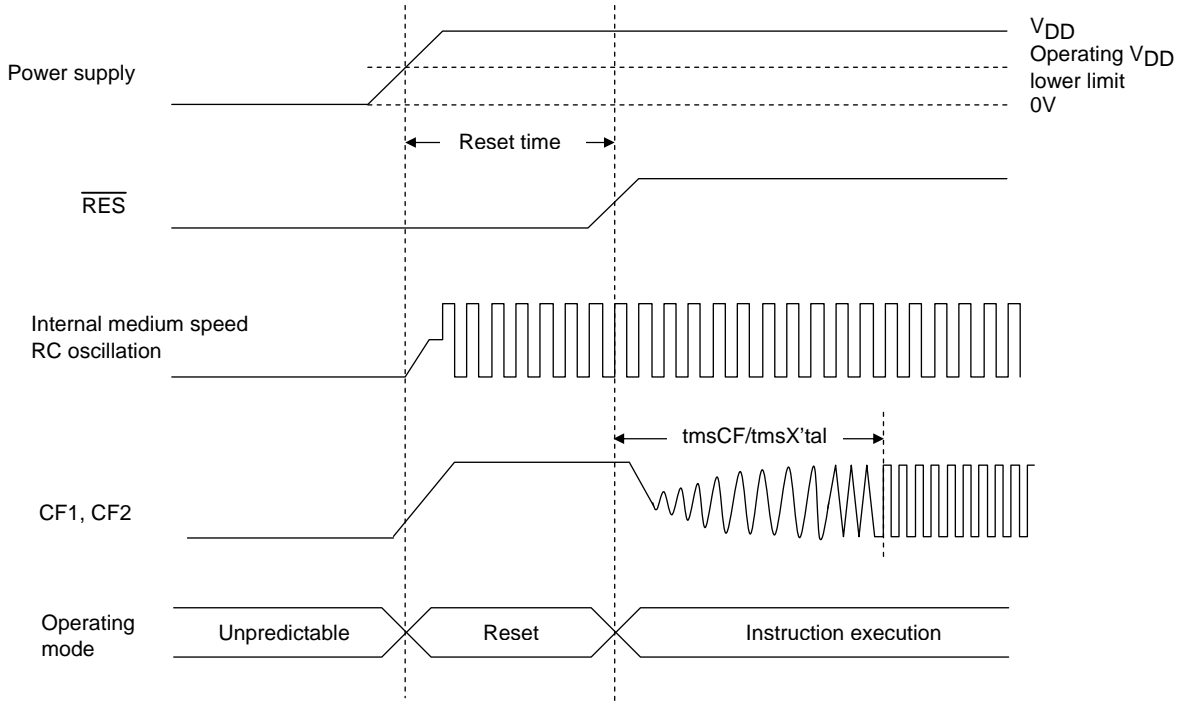 VDD
Operating VDD
lower limit
0V
Power supply
Reset time
RES
Internal medium speed
RC oscillation
tmsCF/tmsX'tal
CF1, CF2
Operating
mode
Unpredictable
Reset
Instruction execution